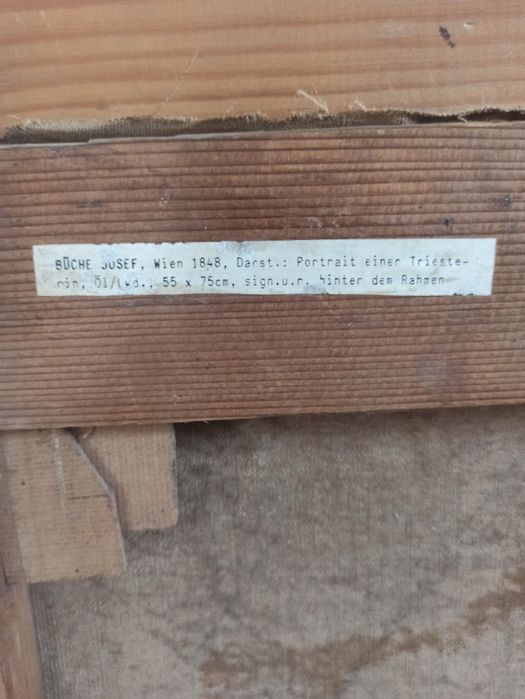 BÜCHE JOSEF, Wien 1848, Darst.: Portrait einer Trieste-
rin, Öl/Lwd., 55 x 75cm, sign.u.r. hinter dem Rahmen